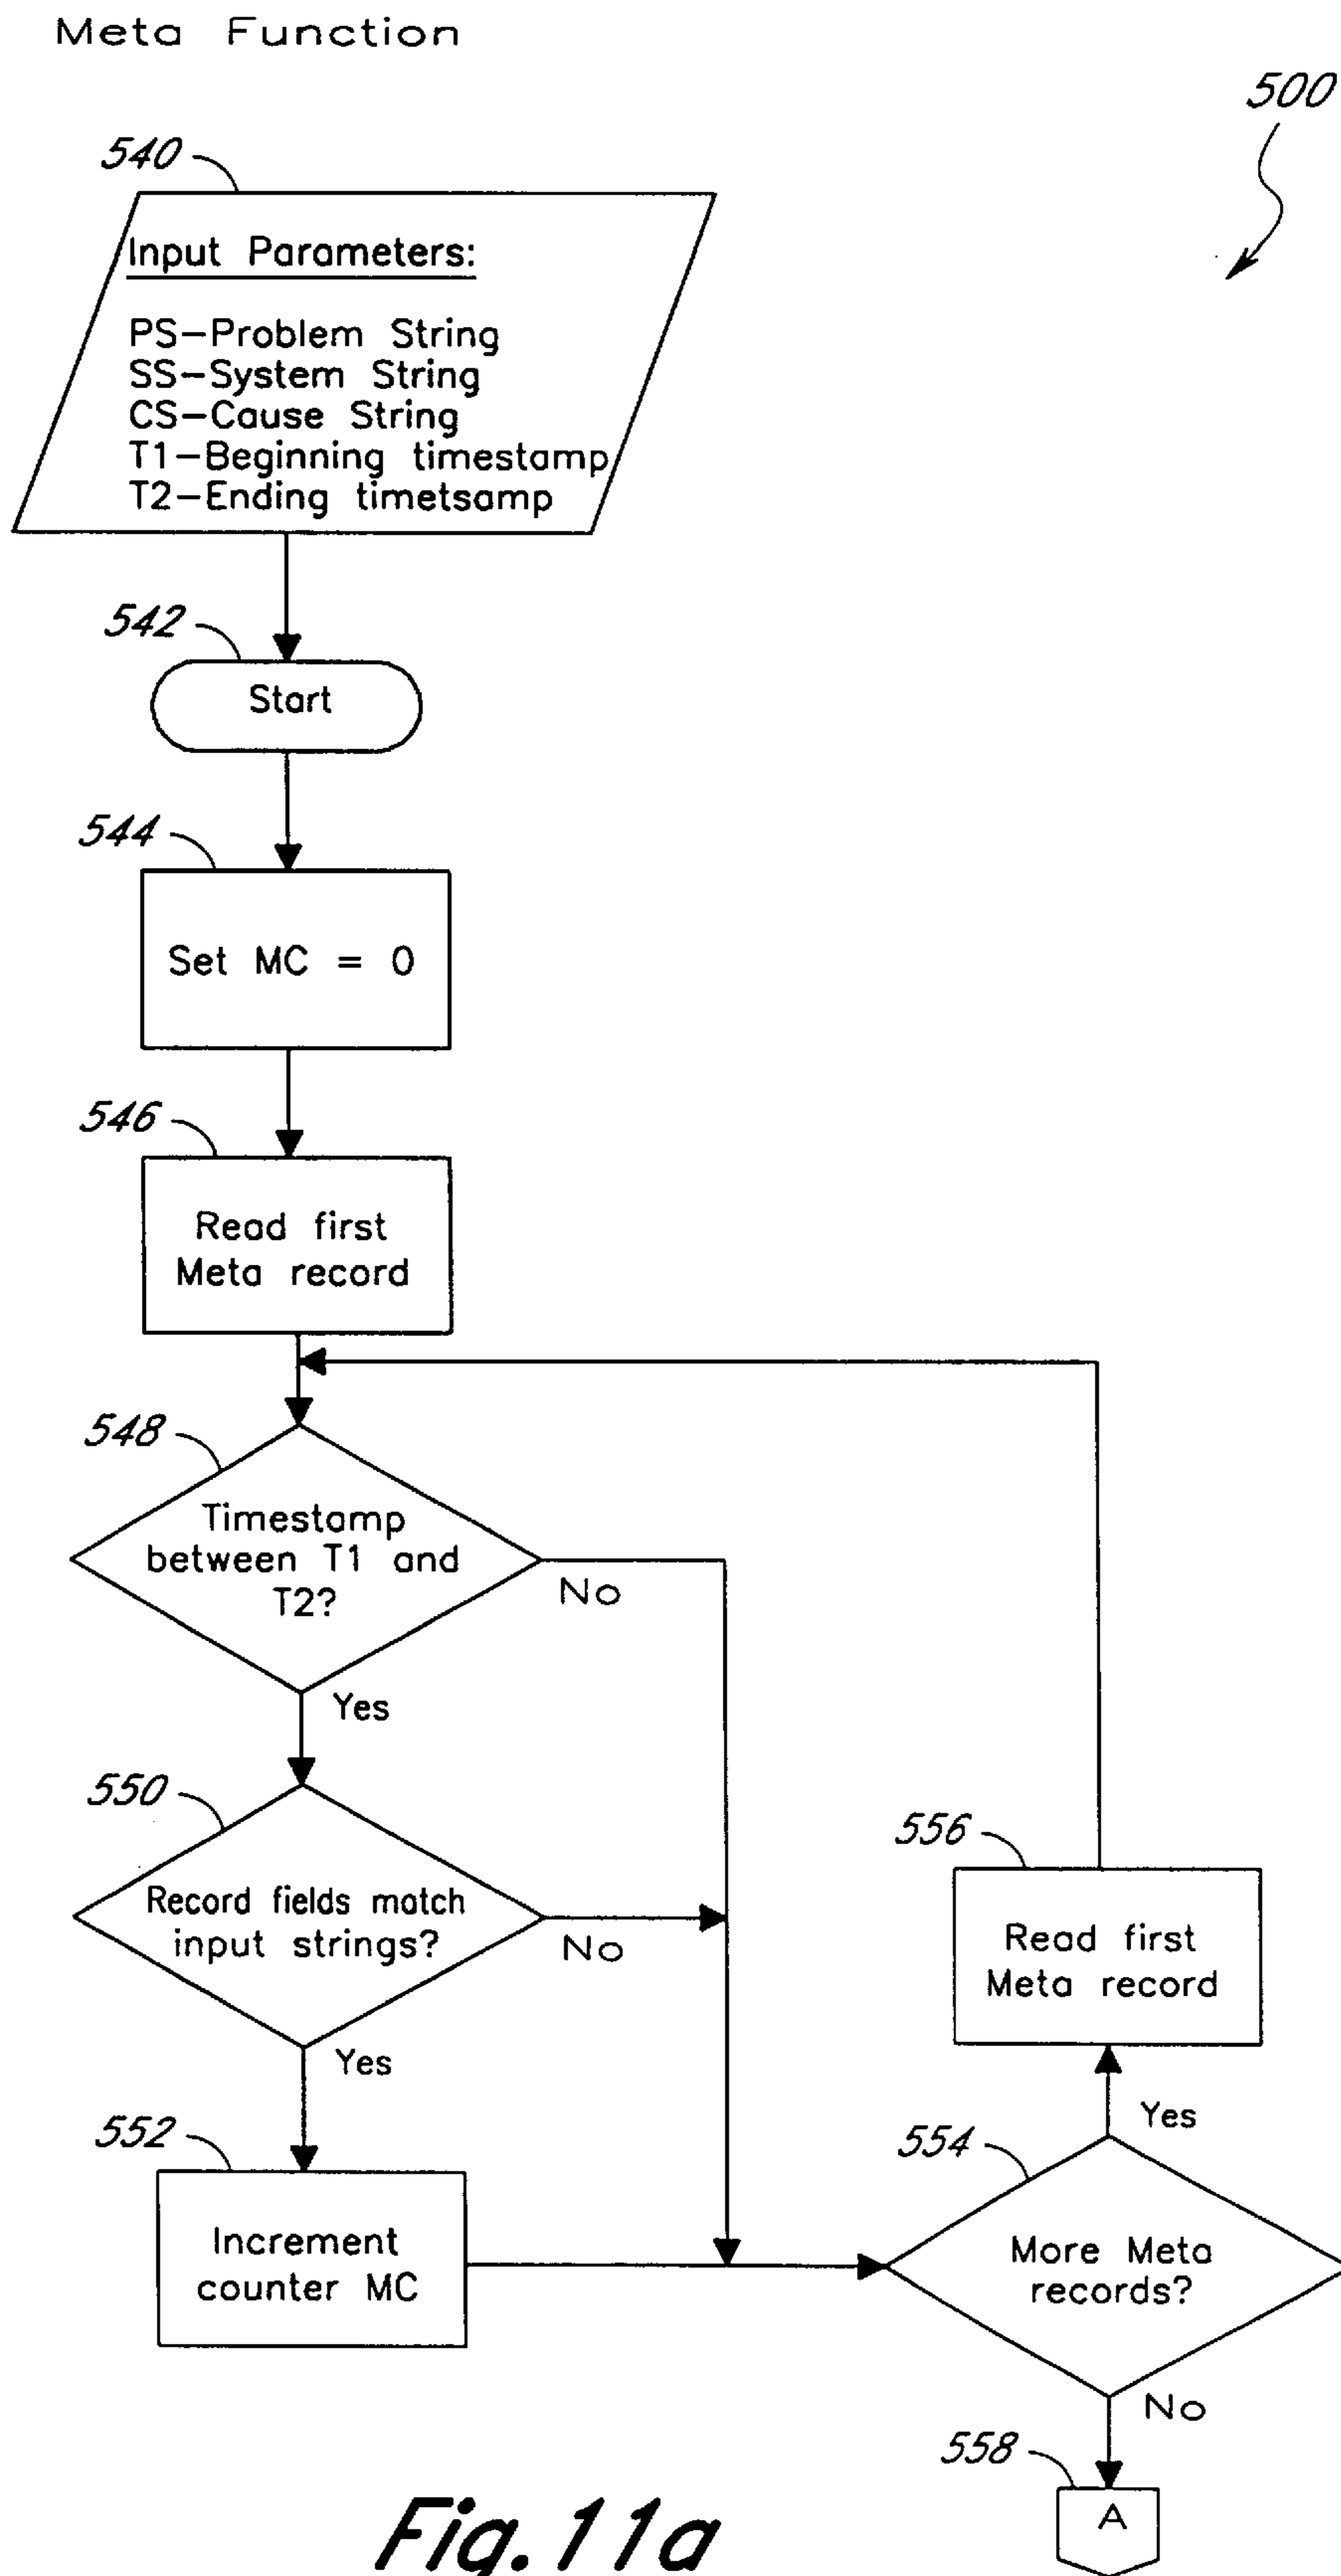 Meta Function
500
540
Input Parameters:
PS-Problem String
SS-System String
CS-Cause String
T1-Beginning timestamp
T2-Ending timetsamp
542
Start
544
Set MC = 0
546
Read first
Meta record
548
Timestamp
between T1 and
T2?
No
Yes
550
Record fields match
input strings?
No
Yes
552
Increment
counter MC
556
Read first
Meta record
Yes
554
More Meta
records?
No
558
A
Fig. 11a